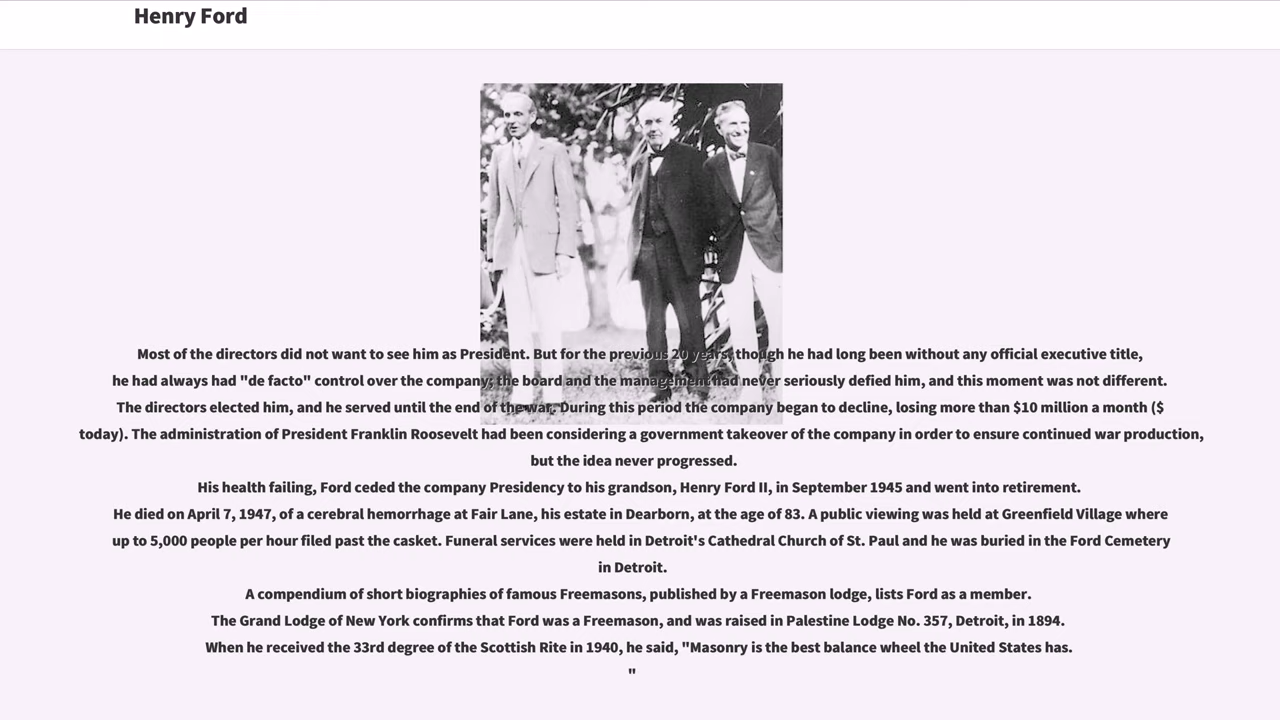 Henry Ford
Most of the directors did not want to see him as President. But for the previous 20 years, though he had long been without any official executive title,
he had always had "de facto" control over the company; the board and the management had never seriously defied him, and this moment was not different.
The directors elected him, and he served until the end of the war. During this period the company began to decline, losing more than $10 million a month ($
today). The administration of President Franklin Roosevelt had been considering a government takeover of the company in order to ensure continued war production,
but the idea never progressed.
His health failing, Ford ceded the company Presidency to his grandson, Henry Ford II, in September 1945 and went into retirement.
He died on April 7, 1947, of a cerebral hemorrhage at Fair Lane, his estate in Dearborn, at the age of 83. A public viewing was held at Greenfield Village where
up to 5,000 people per hour filed past the casket. Funeral services were held in Detroit's Cathedral Church of St. Paul and he was buried in the Ford Cemetery
in Detroit.
A compendium of short biographies of famous Freemasons, published by a Freemason lodge, lists Ford as a member.
The Grand Lodge of New York confirms that Ford was a Freemason, and was raised in Palestine Lodge No. 357, Detroit, in 1894.
When he received the 33rd degree of the Scottish Rite in 1940, he said, "Masonry is the best balance wheel the United States has.
"